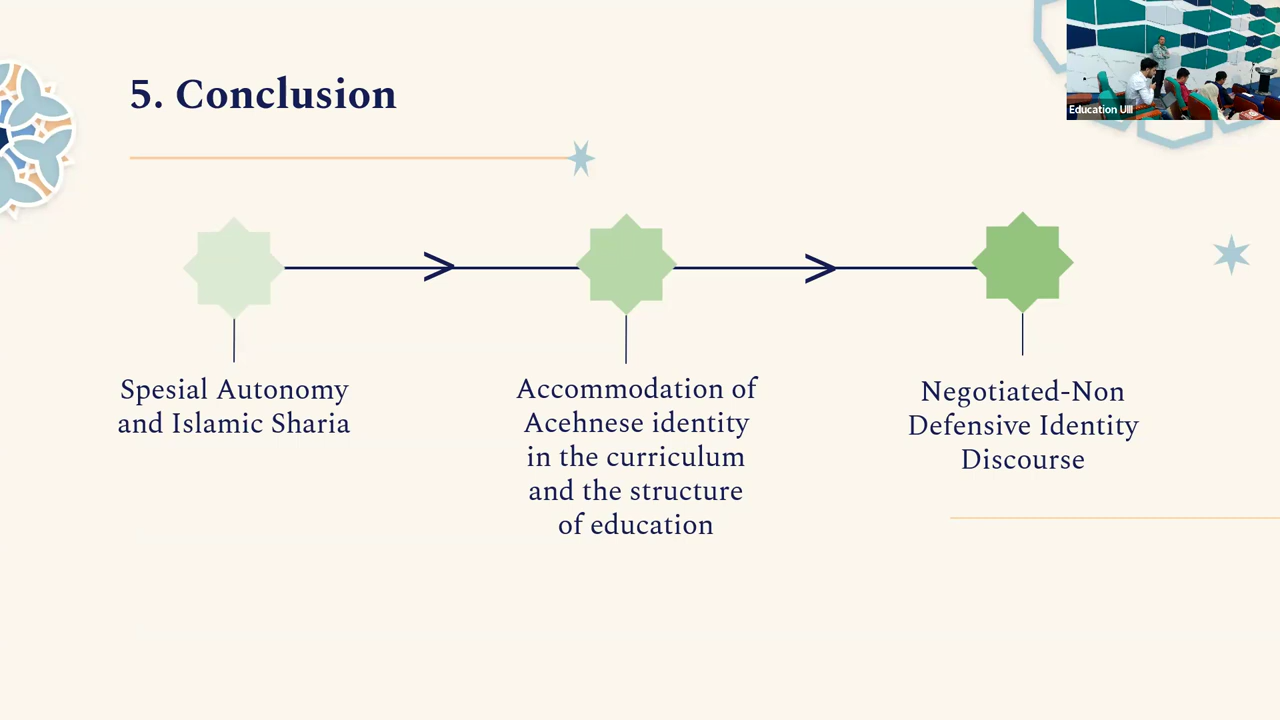 5. Conclusion
Education UIII
Spesial Autonomy
and Islamic Sharia
Accommodation of
Acehnese identity
in the curriculum
and the structure
of education
Negotiated-Non
Defensive Identity
Discourse